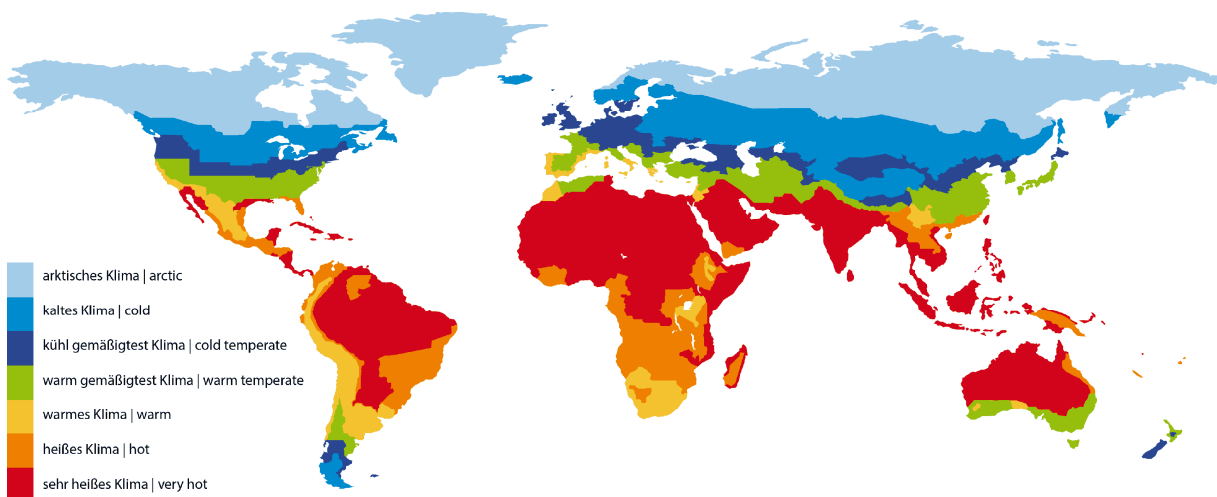 arktisches Klima | arctic
kaltes Klima | cold
kühl gemäßigtest Klima | cold temperate
warm gemäßigtest Klima | warm temperate
warmes Klima | warm
heißes Klima | hot
sehr heißes Klima | very hot